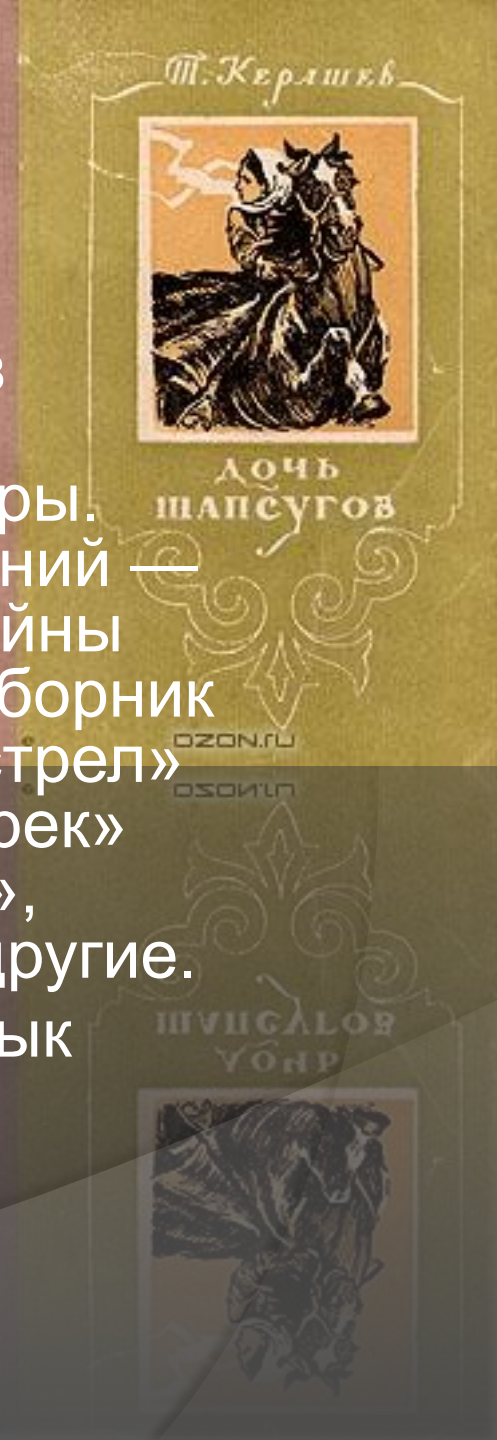 Т. Керашев
ДОЧЬ
ШАПСУГОВ
в
ры.
ний —
йны
борник
стрел»
рек»
»,
другие.
ык
OZON.RU